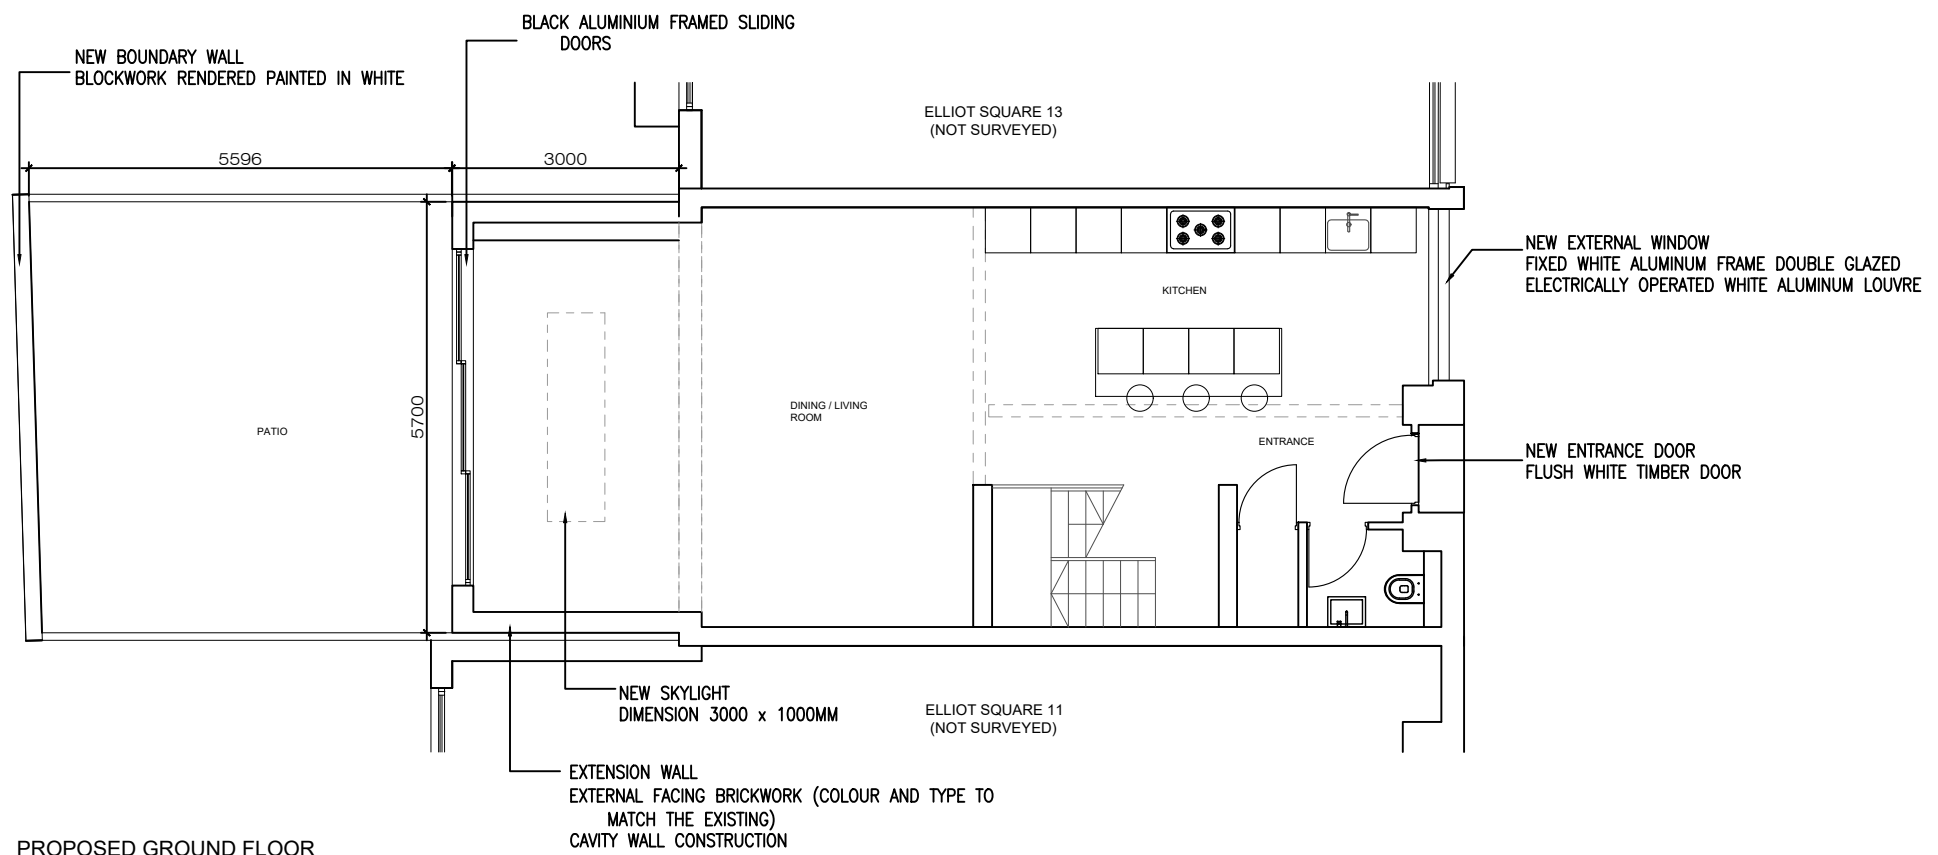 BLACK ALUMINIUM FRAMED SLIDING
DOORS
NEW BOUNDARY WALL
BLOCKWORK RENDERED PAINTED IN WHITE
ELLIOT SQUARE 13
(NOT SURVEYED)
5596
3000
NEW EXTERNAL WINDOW
FIXED WHITE ALUMINUM FRAME DOUBLE GLAZED
ELECTRICALLY OPERATED WHITE ALUMINUM LOUVRE
KITCHEN
DINING / LIVING
ROOM
5700
PATIO
ENTRANCE
NEW ENTRANCE DOOR
FLUSH WHITE TIMBER DOOR
NEW SKYLIGHT
DIMENSION 3000 x 1000MM
ELLIOT SQUARE 11
(NOT SURVEYED)
EXTENSION WALL
EXTERNAL FACING BRICKWORK (COLOUR AND TYPE TO
MATCH THE EXISTING)
CAVITY WALL CONSTRUCTION
PROPOSED GROUND FLOOR